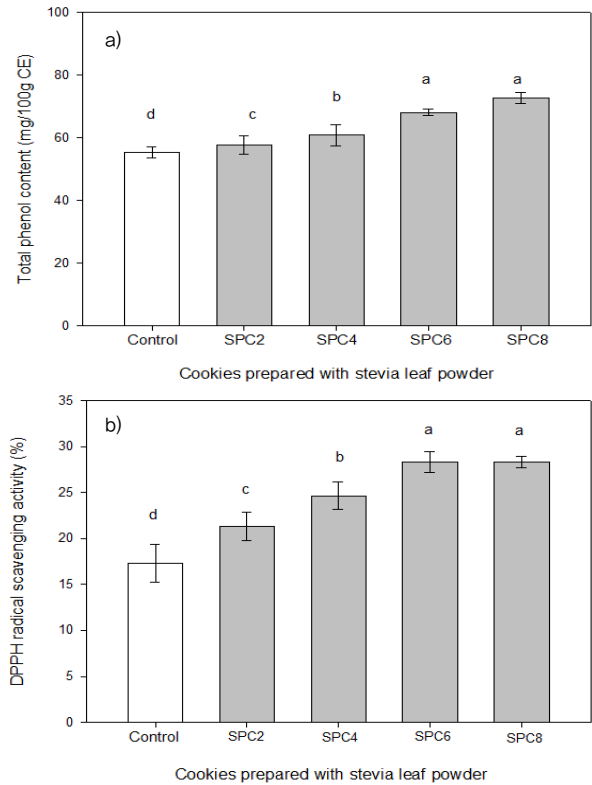 a)
Total phenol content (mg/100g CE)
100
80
60
40
20
0
d
c
b
a
a
Control SPC2 SPC4 SPC6 SPC8
Cookies prepared with stevia leaf powder
b)
DPPH radical scavenging activity (%)
35
30
25
20
15
10
5
0
d
c
b
a
a
Control SPC2 SPC4 SPC6 SPC8
Cookies prepared with stevia leaf powder